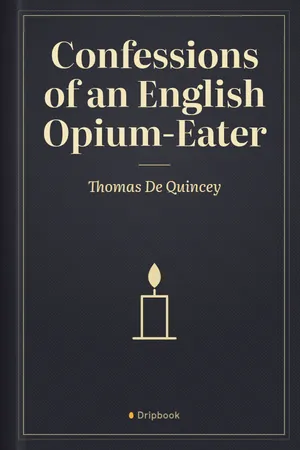 Confessions
of an English
Opium-Eater
Thomas De Quincey
Dripbook